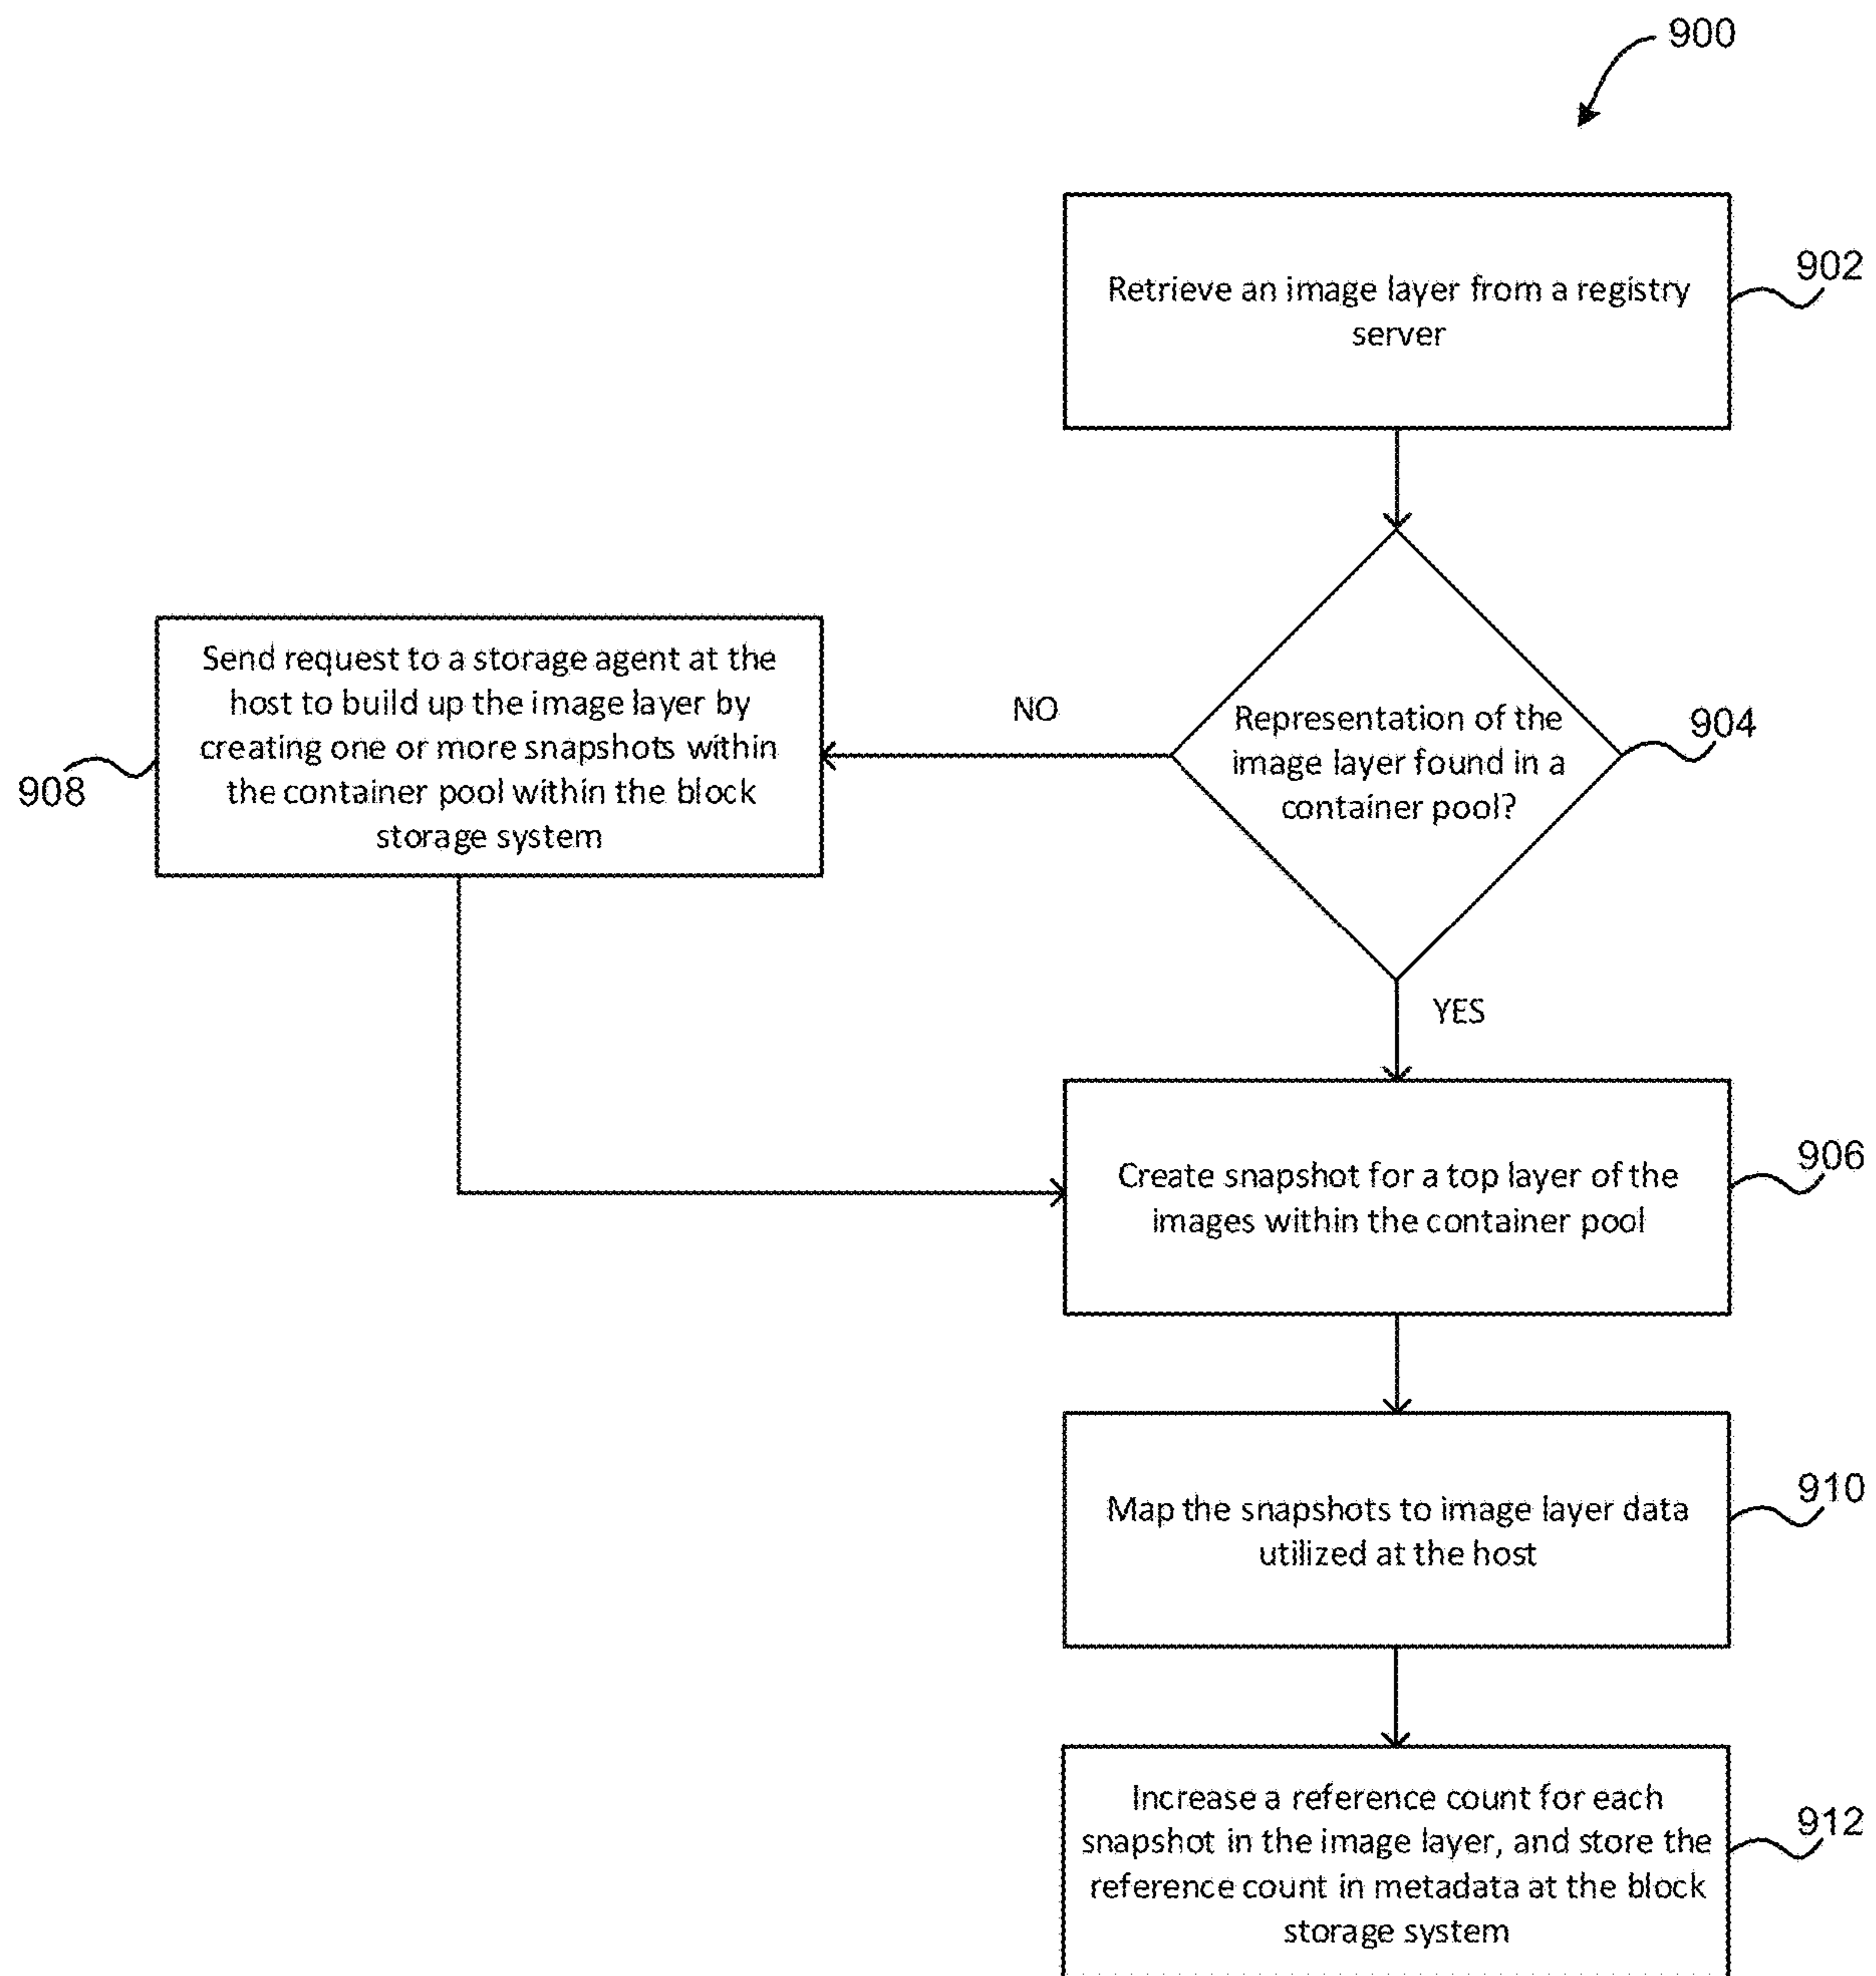 900
Retrieve an image layer from a registry
server
902
Representation of the
image layer found in a
container pool?
904
NO
Send request to a storage agent at the
host to build up the image layer by
creating one or more snapshots within
the container pool within the block
storage system
908
YES
Create snapshot for a top layer of the
images within the container pool
906
Map the snapshots to image layer data
utilized at the host
910
Increase a reference count for each
snapshot in the image layer, and store the
reference count in metadata at the block
storage system
912